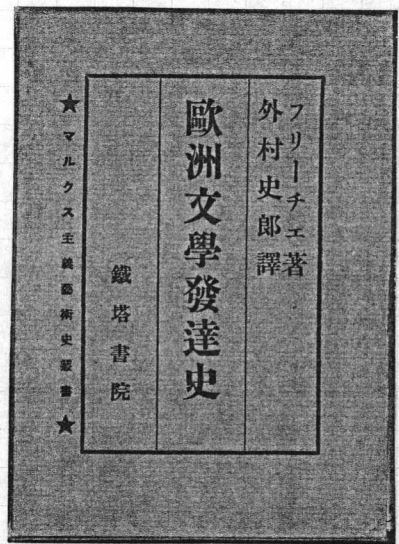 フリーチェ著
外村史郎譯
歐洲文學發達史
鐵塔書院
★マルクス主義藝術史叢書★